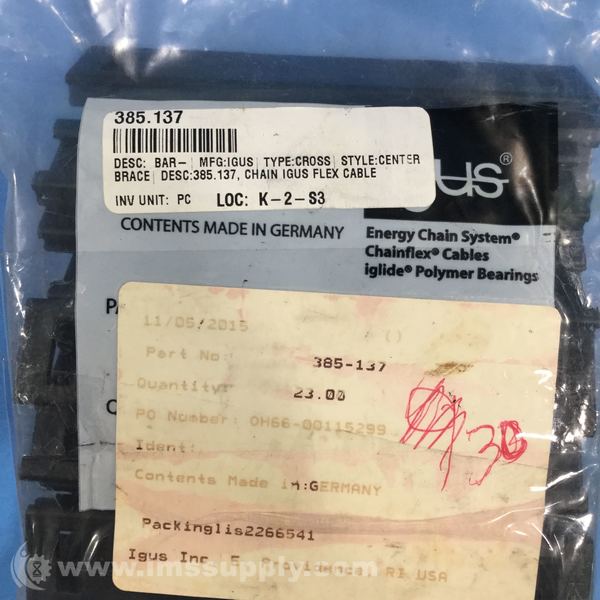 385.137
DESC: BAR- | MFG:IGUS| TYPE:CROSS| STYLE:CENTER
BRACE| DESC:385.137, CHAIN IGUS FLEX CABLE
INV UNIT: PC LOC: K-2-S3
CONTENTS MADE IN GERMANY
igus®
Energy Chain System®
Chainflex® Cables
iglide® Polymer Bearings
11/05/2015 ()
Part No: 385-137
Quantity: 23.00
PO Number: OH66-00115299
30
Ident:
Contents Made in:GERMANY
Packinglis2266541
Igus Inc E. Providence, RI USA
www.imssupply.com